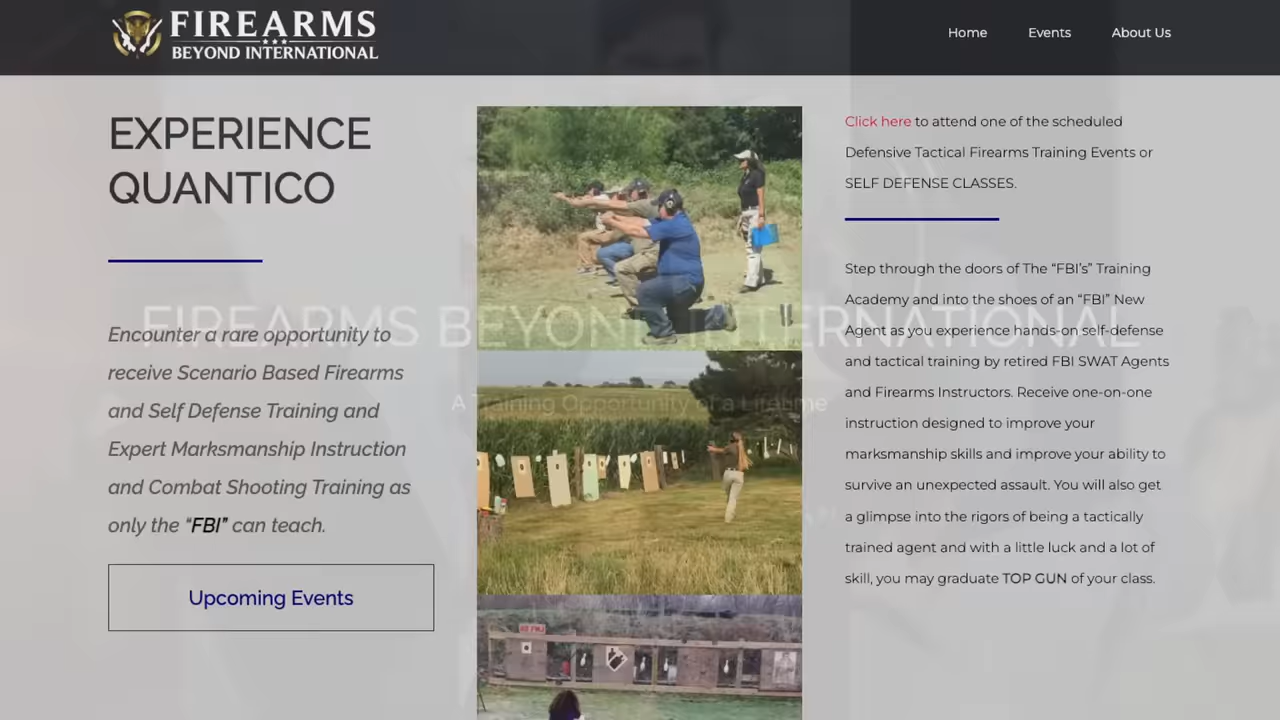 FIREARMS
BEYOND INTERNATIONAL
Home
Events
About Us
EXPERIENCE
QUANTICO
Encounter a rare opportunity to
receive Scenario Based Firearms
and Self Defense Training and
Expert Marksmanship Instruction
and Combat Shooting Training as
only the “FBI” can teach.
Upcoming Events
FIREARMS BEYOND INTERNATIONAL
A Training Opportunity of a Lifetime
Click here to attend one of the scheduled
Defensive Tactical Firearms Training Events or
SELF DEFENSE CLASSES.
Step through the doors of The “FBI’s” Training
Academy and into the shoes of an “FBI” New
Agent as you experience hands-on self-defense
and tactical training by retired FBI SWAT Agents
and Firearms Instructors. Receive one-on-one
instruction designed to improve your
marksmanship skills and improve your ability to
survive an unexpected assault. You will also get
a glimpse into the rigors of being a tactically
trained agent and with a little luck and a lot of
skill, you may graduate TOP GUN of your class.